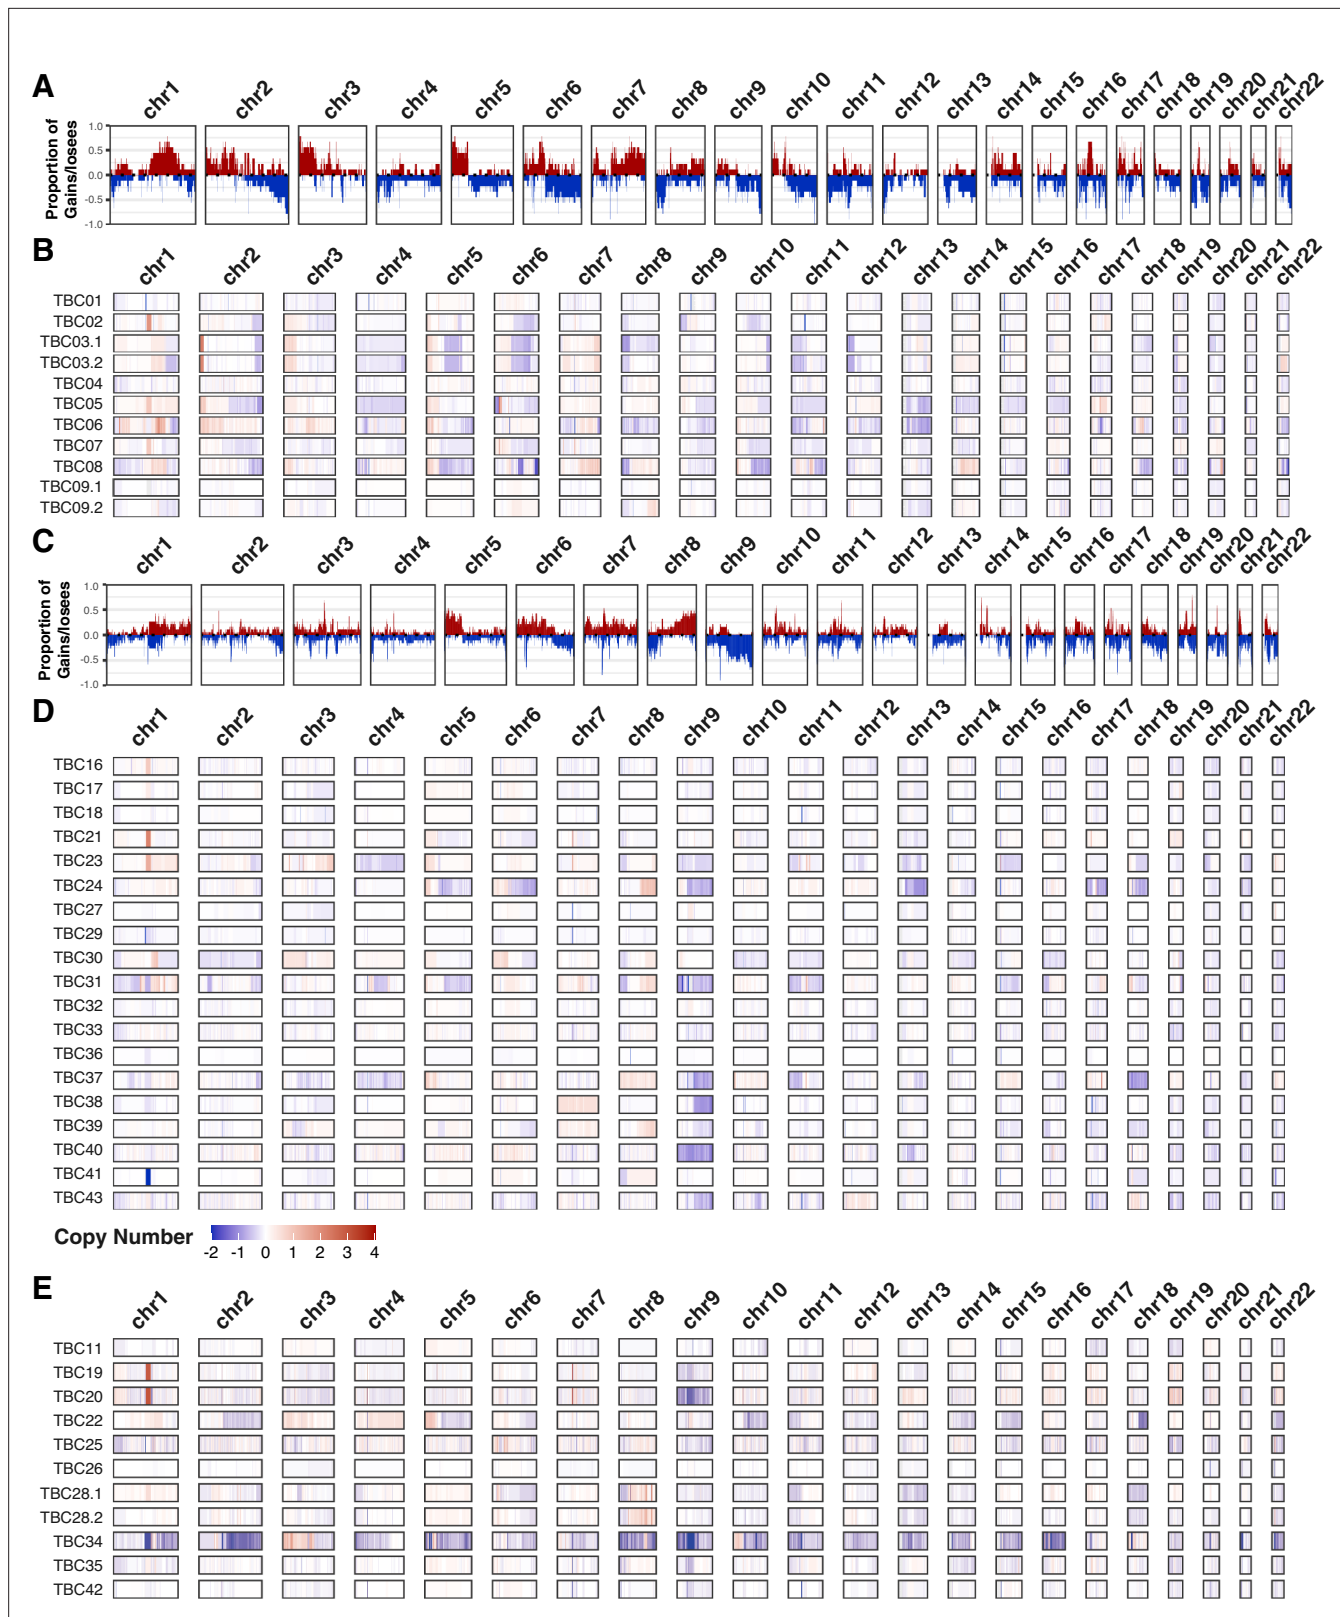 A
chr1 chr2 chr3 chr4 chr5 chr6 chr7 chr8 chr9 chr10 chr11 chr12 chr13 chr14 chr15 chr16 chr17 chr18 chr19 chr20 chr21 chr22
Proportion of
Gains/losees
1.0
0.5
0.0
-0.5
-1.0
B
chr1 chr2 chr3 chr4 chr5 chr6 chr7 chr8 chr9 chr10 chr11 chr12 chr13 chr14 chr15 chr16 chr17 chr18 chr19 chr20 chr21 chr22
TBC01
TBC02
TBC03.1
TBC03.2
TBC04
TBC05
TBC06
TBC07
TBC08
TBC09.1
TBC09.2
C
chr1 chr2 chr3 chr4 chr5 chr6 chr7 chr8 chr9 chr10 chr11 chr12 chr13 chr14 chr15 chr16 chr17 chr18 chr19 chr20 chr21 chr22
Proportion of
Gains/losees
1.0
0.5
0.0
-0.5
-1.0
D
chr1 chr2 chr3 chr4 chr5 chr6 chr7 chr8 chr9 chr10 chr11 chr12 chr13 chr14 chr15 chr16 chr17 chr18 chr19 chr20 chr21 chr22
TBC16
TBC17
TBC18
TBC21
TBC23
TBC24
TBC27
TBC29
TBC30
TBC31
TBC32
TBC33
TBC36
TBC37
TBC38
TBC39
TBC40
TBC41
TBC43
Copy Number
-2 -1 0 1 2 3 4
E
chr1 chr2 chr3 chr4 chr5 chr6 chr7 chr8 chr9 chr10 chr11 chr12 chr13 chr14 chr15 chr16 chr17 chr18 chr19 chr20 chr21 chr22
TBC11
TBC19
TBC20
TBC22
TBC25
TBC26
TBC28.1
TBC28.2
TBC34
TBC35
TBC42